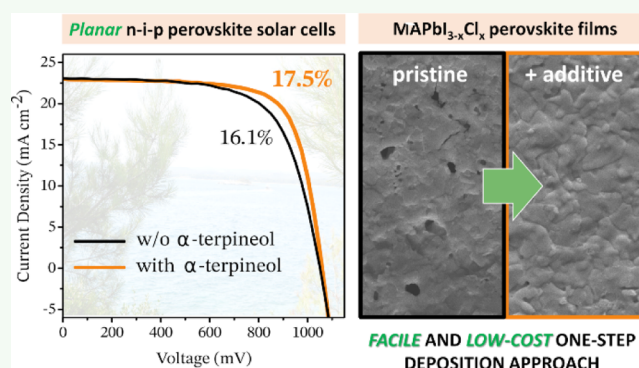 Planar n-i-p perovskite solar cells
25
20
15
10
5
0
-5
Current Density (mA cm⁻²)
17.5%
16.1%
w/o α-terpineol
with α-terpineol
0 200 400 600 800 1000
Voltage (mV)
MAPbI₃₋ₓClₓ perovskite films
pristine
+ additive
FACILE AND LOW-COST ONE-STEP
DEPOSITION APPROACH